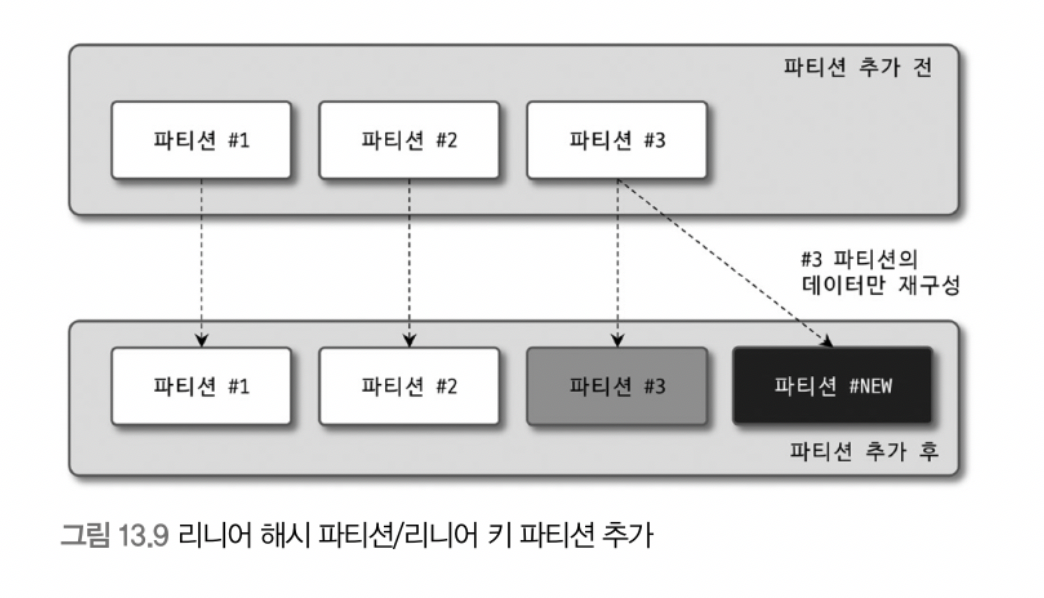 파티션 추가 전
파티션 #1
파티션 #2
파티션 #3
#3 파티션의
데이터만 재구성
파티션 #1
파티션 #2
파티션 #3
파티션 #NEW
파티션 추가 후
그림 13.9 리니어 해시 파티션/리니어 키 파티션 추가